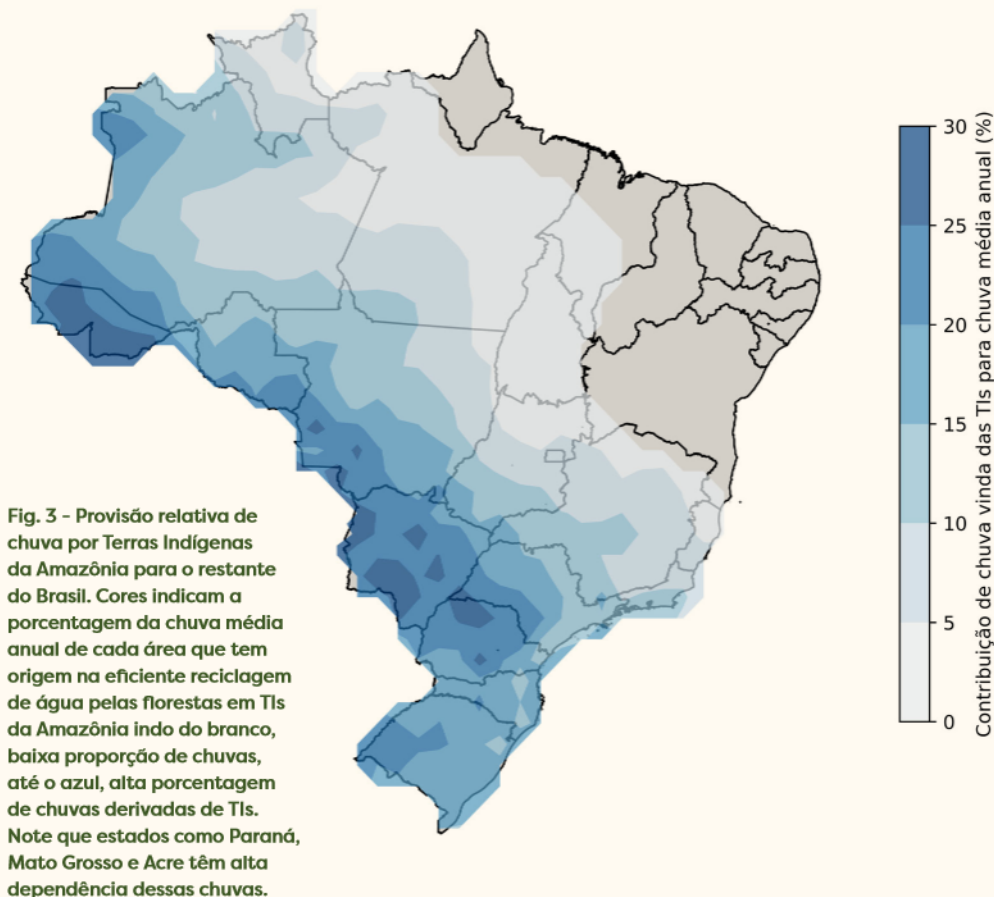 30
25
20
15
10
5
0
Contribuição de chuva vinda das TIs para chuva média anual (%)
Fig. 3 - Provisão relativa de
chuva por Terras Indígenas
da Amazônia para o restante
do Brasil. Cores indicam a
porcentagem da chuva média
anual de cada área que tem
origem na eficiente reciclagem
de água pelas florestas em TIs
da Amazônia indo do branco,
baixa proporção de chuvas,
até o azul, alta porcentagem
de chuvas derivadas de TIs.
Note que estados como Paraná,
Mato Grosso e Acre têm alta
dependência dessas chuvas.